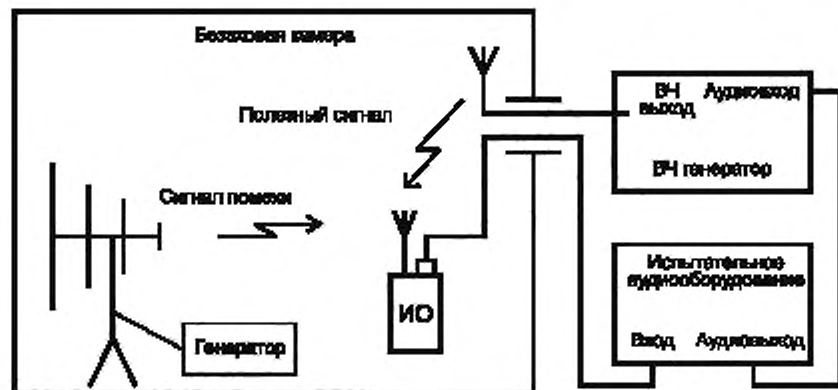 Безэховая камера
Полезный сигнал
Сигнал помехи
ИО
Генератор
ВЧ Аудиовход
выход
ВЧ генератор
Испытательное
аудиооборудование
Вход Аудиовыход